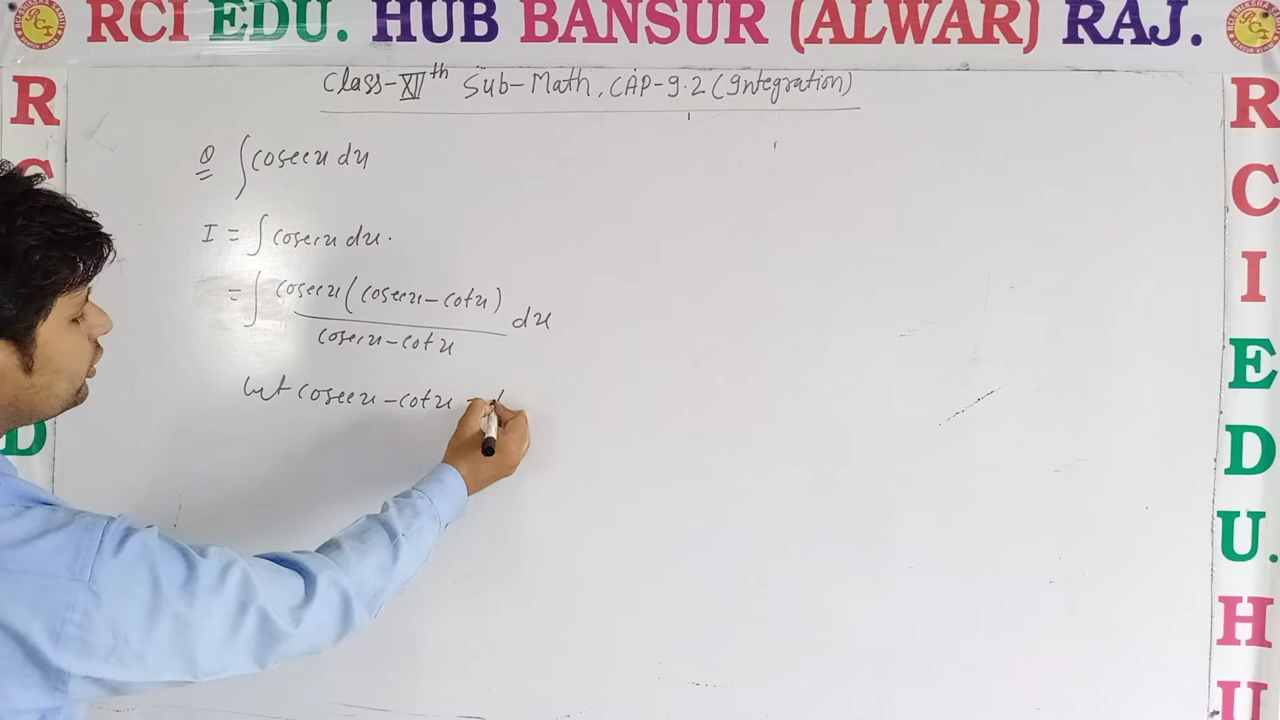 RCI EDU. HUB BANSUR (ALWAR) RAJ.
Class-XIIth Sub-Math, CAP-9.2 (Integration)
Q ∫cosecx dx
I = ∫cosecx dx.
= ∫ cosecx (cosecx - cotx) / cosecx - cotx dx
let cosecx - cotx =
R
D
R
C
I
E
D
U.
H
U